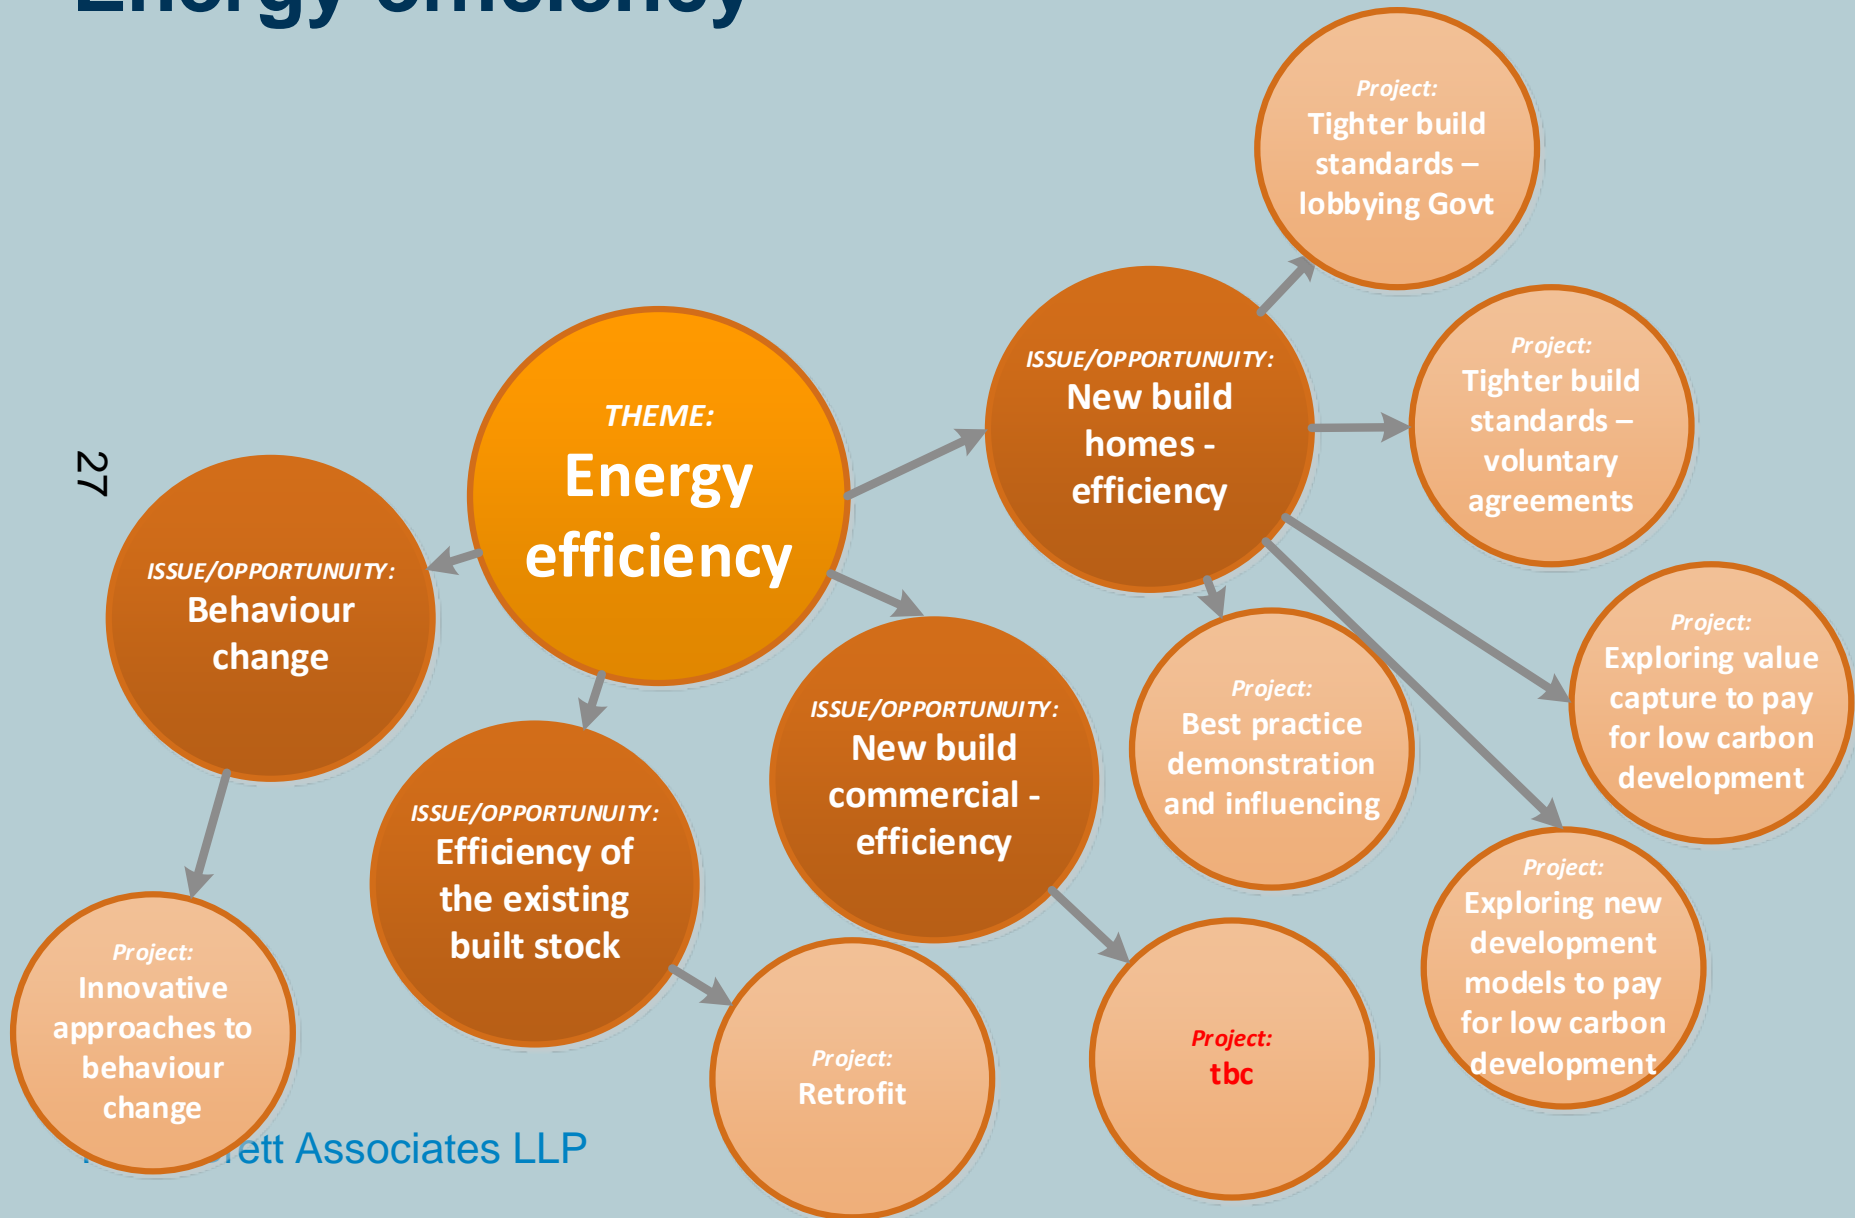 Energy efficiency
Project:
Tighter build
standards –
lobbying Govt
ISSUE/OPPORTUNUITY:
New build
homes -
efficiency
Project:
Tighter build
standards –
voluntary
agreements
THEME:
Energy
efficiency
27
ISSUE/OPPORTUNUITY:
Behaviour
change
Project:
Exploring value
capture to pay
for low carbon
development
Project:
Best practice
demonstration
and influencing
ISSUE/OPPORTUNUITY:
New build
commercial -
efficiency
ISSUE/OPPORTUNUITY:
Efficiency of
the existing
built stock
Project:
Exploring new
development
models to pay
for low carbon
development
Project:
Innovative
approaches to
behaviour
change
Project:
Retrofit
Project:
tbc
Associates LLP